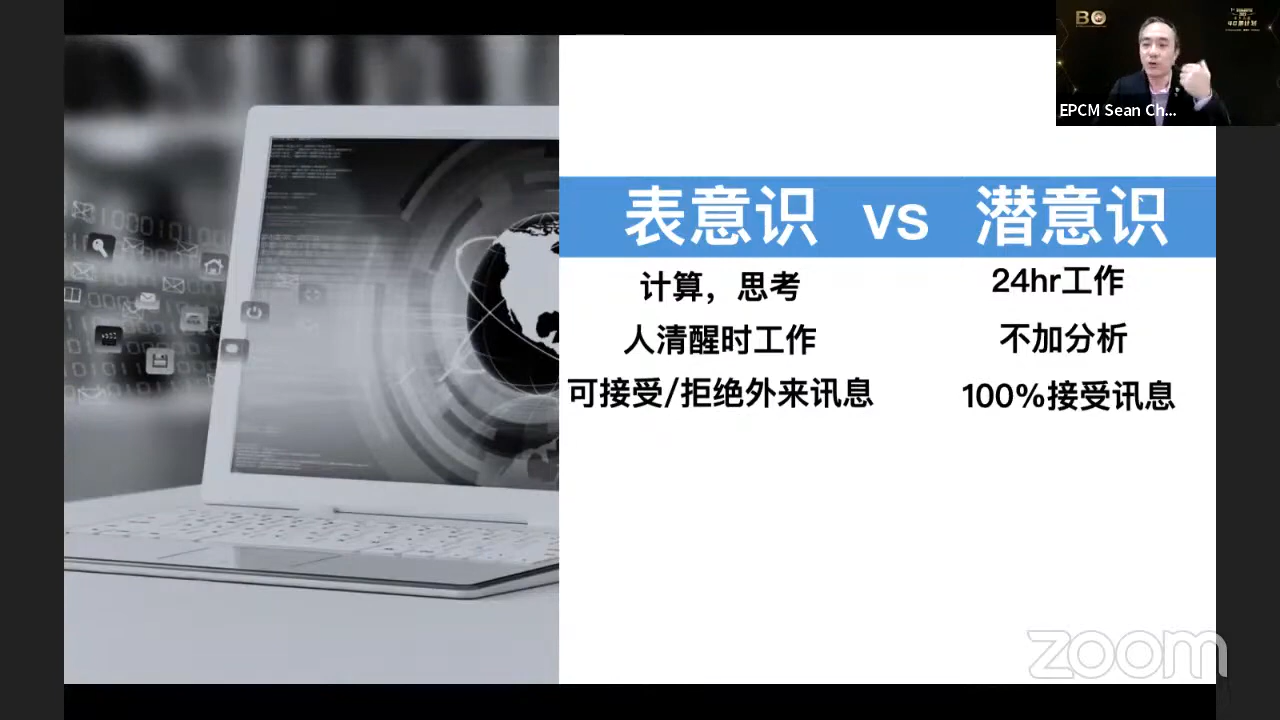 BO
EPCM Sean Ch...
表意识 vs 潜意识
计算，思考
24hr工作
人清醒时工作
不加分析
可接受/拒绝外来讯息
100%接受讯息
zoom